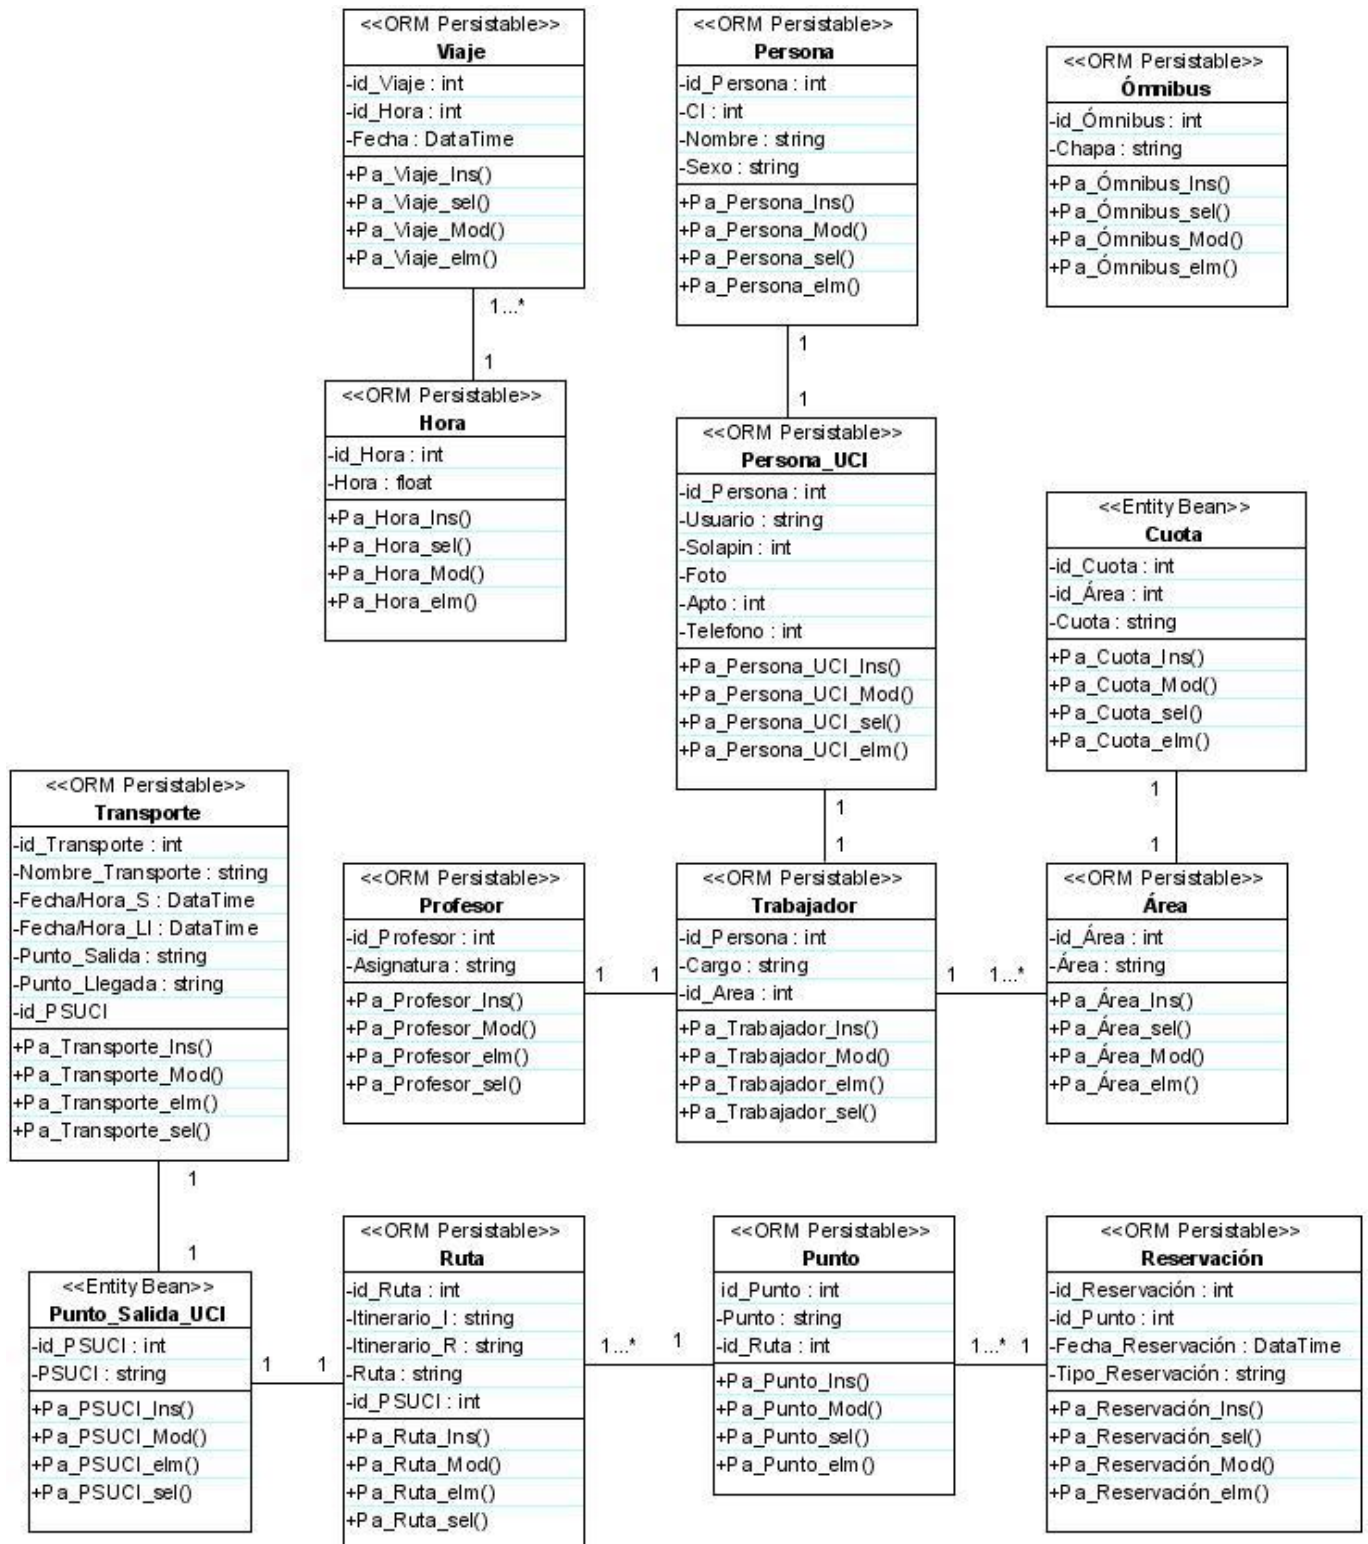 <<ORM Persistable>>
Viaje
-id_Viaje : int
-id_Hora : int
-Fecha : DataTime
+Pa_Viaje_Ins()
+Pa_Viaje_sel()
+Pa_Viaje_Mod()
+Pa_Viaje_elm()
1...*
1
<<ORM Persistable>>
Hora
-id_Hora : int
-Hora : float
+Pa_Hora_Ins()
+Pa_Hora_sel()
+Pa_Hora_Mod()
+Pa_Hora_elm()
<<ORM Persistable>>
Persona
-id_Persona : int
-CI : int
-Nombre : string
-Sexo : string
+Pa_Persona_Ins()
+Pa_Persona_Mod()
+Pa_Persona_sel()
+Pa_Persona_elm()
1
1
<<ORM Persistable>>
Persona_UCI
-id_Persona : int
-Usuario : string
-Solapin : int
-Foto
-Apto : int
-Telefono : int
+Pa_Persona_UCI_Ins()
+Pa_Persona_UCI_Mod()
+Pa_Persona_UCI_sel()
+Pa_Persona_UCI_elm()
1
1
<<ORM Persistable>>
Ómnibus
-id_Ómnibus : int
-Chapa : string
+Pa_Ómnibus_Ins()
+Pa_Ómnibus_sel()
+Pa_Ómnibus_Mod()
+Pa_Ómnibus_elm()
<<Entity Bean>>
Cuota
-id_Cuota : int
-id_Área : int
-Cuota : string
+Pa_Cuota_Ins()
+Pa_Cuota_Mod()
+Pa_Cuota_sel()
+Pa_Cuota_elm()
1
1
<<ORM Persistable>>
Transporte
-id_Transporte : int
-Nombre_Transporte : string
-Fecha/Hora_S : DataTime
-Fecha/Hora_Ll : DataTime
-Punto_Salida : string
-Punto_Llegada : string
-id_PSUCI
+Pa_Transporte_Ins()
+Pa_Transporte_Mod()
+Pa_Transporte_elm()
+Pa_Transporte_sel()
1
1
<<ORM Persistable>>
Profesor
-id_Profesor : int
-Asignatura : string
+Pa_Profesor_Ins()
+Pa_Profesor_Mod()
+Pa_Profesor_elm()
+Pa_Profesor_sel()
1 1
<<ORM Persistable>>
Trabajador
-id_Persona : int
-Cargo : string
-id_Area : int
+Pa_Trabajador_Ins()
+Pa_Trabajador_Mod()
+Pa_Trabajador_elm()
+Pa_Trabajador_sel()
1 1...*
<<ORM Persistable>>
Área
-id_Área : int
-Área : string
+Pa_Área_Ins()
+Pa_Área_sel()
+Pa_Área_Mod()
+Pa_Área_elm()
<<Entity Bean>>
Punto_Salida_UCI
-id_PSUCI : int
-PSUCI : string
+Pa_PSUCI_Ins()
+Pa_PSUCI_Mod()
+Pa_PSUCI_elm()
+Pa_PSUCI_sel()
1 1
<<ORM Persistable>>
Ruta
-id_Ruta : int
-Itinerario_I : string
-Itinerario_R : string
-Ruta : string
-id_PSUCI : int
+Pa_Ruta_Ins()
+Pa_Ruta_Mod()
+Pa_Ruta_elm()
+Pa_Ruta_sel()
1...* 1
<<ORM Persistable>>
Punto
id_Punto : int
-Punto : string
-id_Ruta : int
+Pa_Punto_Ins()
+Pa_Punto_Mod()
+Pa_Punto_sel()
+Pa_Punto_elm()
1...* 1
<<ORM Persistable>>
Reservación
-id_Reservación : int
-id_Punto : int
-Fecha_Reservación : DataTime
-Tipo_Reservación : string
+Pa_Reservación_Ins()
+Pa_Reservación_sel()
+Pa_Reservación_Mod()
+Pa_Reservación_elm()